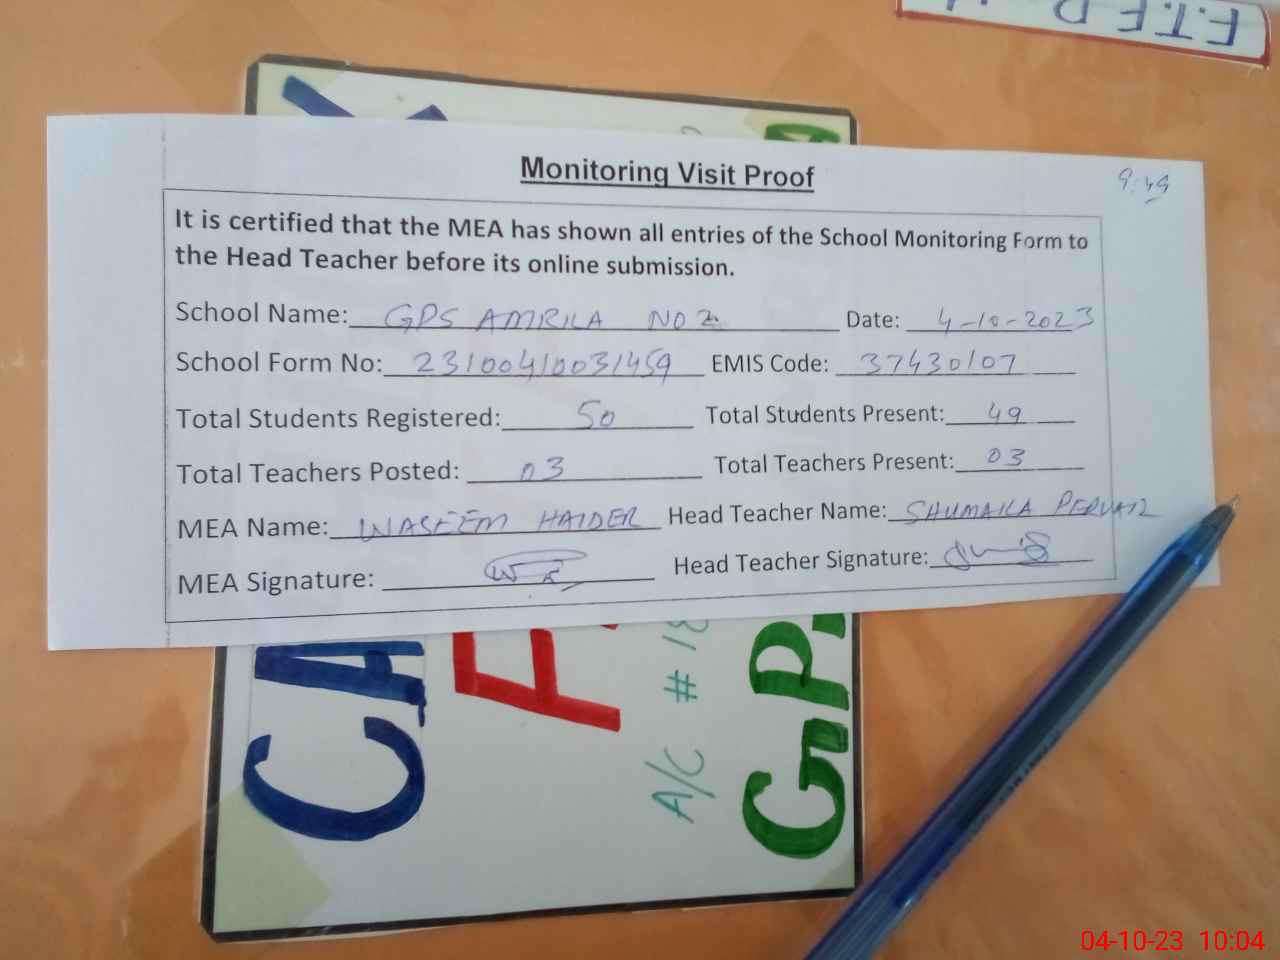 F.T.F R
Monitoring Visit Proof
9:49
It is certified that the MEA has shown all entries of the School Monitoring Form to
the Head Teacher before its online submission.
School Name: GPS AMRILA NO 2 Date: 4-10-2023
School Form No: 23100410031459 EMIS Code: 37430107
Total Students Registered: 50 Total Students Present: 49
Total Teachers Posted: 03 Total Teachers Present: 03
MEA Name: WASEEM HAIDER Head Teacher Name: SHUMAILA PERVAIZ
MEA Signature: Head Teacher Signature:
CA
A/C # 18
GP
04-10-23 10:04